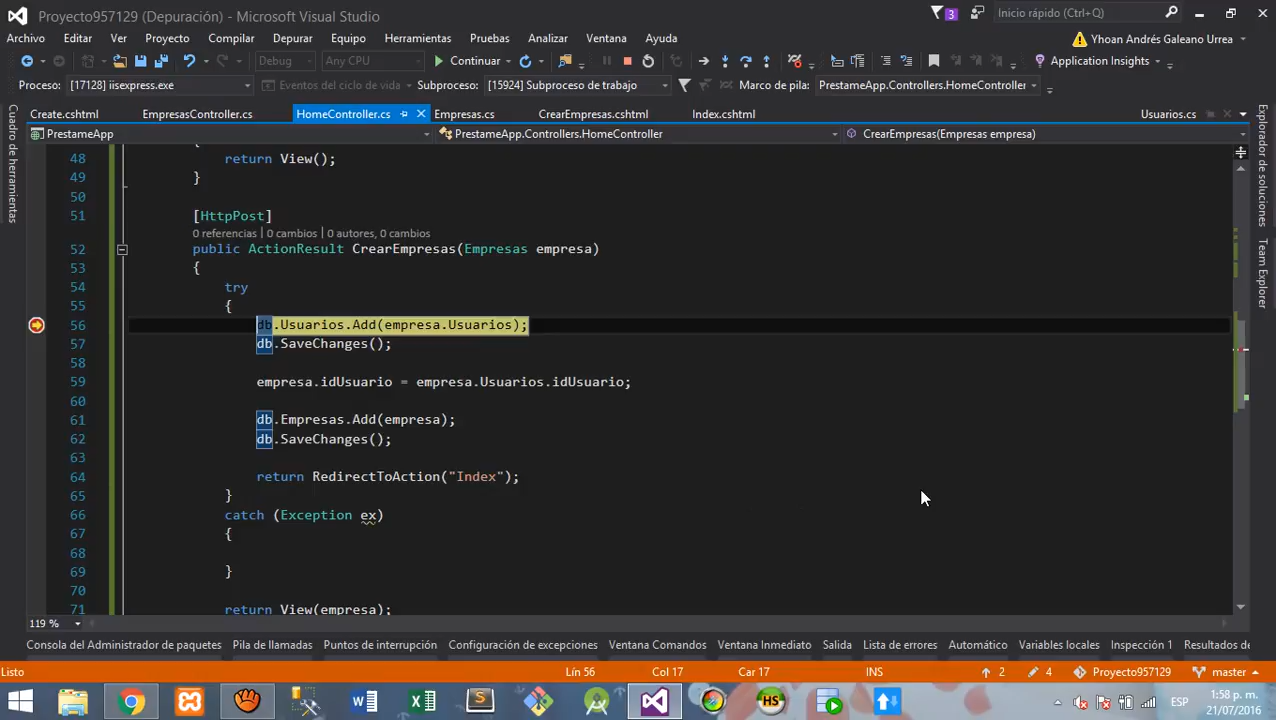 Proyecto957129 (Depuración) - Microsoft Visual Studio
3
Inicio rápido (Ctrl+Q)
Archivo Editar Ver Proyecto Compilar Depurar Equipo Herramientas Pruebas Analizar Ventana Ayuda
Yhoan Andrés Galeano Urrea
Debug Any CPU Continuar Application Insights
Proceso: [17128] iisexpress.exe Eventos del ciclo de vida Subproceso: [15924] Subproceso de trabajo Marco de pila: PrestameApp.Controllers.HomeController
Create.cshtml EmpresasController.cs HomeController.cs Empresas.cs CrearEmpresas.cshtml Index.cshtml Usuarios.cs
PrestameApp PrestameApp.Controllers.HomeController CrearEmpresas(Empresas empresa)
Cuadro de herramientas
Explorador de soluciones
Team Explorer
{
48 return View();
49 }
50
51 [HttpPost]
0 referencias | 0 cambios | 0 autores, 0 cambios
52 public ActionResult CrearEmpresas(Empresas empresa)
53 {
54 try
55 {
56 db.Usuarios.Add(empresa.Usuarios);
57 db.SaveChanges();
58
59 empresa.idUsuario = empresa.Usuarios.idUsuario;
60
61 db.Empresas.Add(empresa);
62 db.SaveChanges();
63
64 return RedirectToAction("Index");
65 }
66 catch (Exception ex)
67 {
68
69 }
70
71 return View(empresa);
119 %
Consola del Administrador de paquetes Pila de llamadas Puntos de interrupción Configuración de excepciones Ventana Comandos Ventana Inmediato Salida Lista de errores Automático Variables locales Inspección 1 Resultados de
Listo Lín 56 Col 17 Car 17 INS 2 4 Proyecto957129 master
HS
ESP
1:58 p. m.
21/07/2016